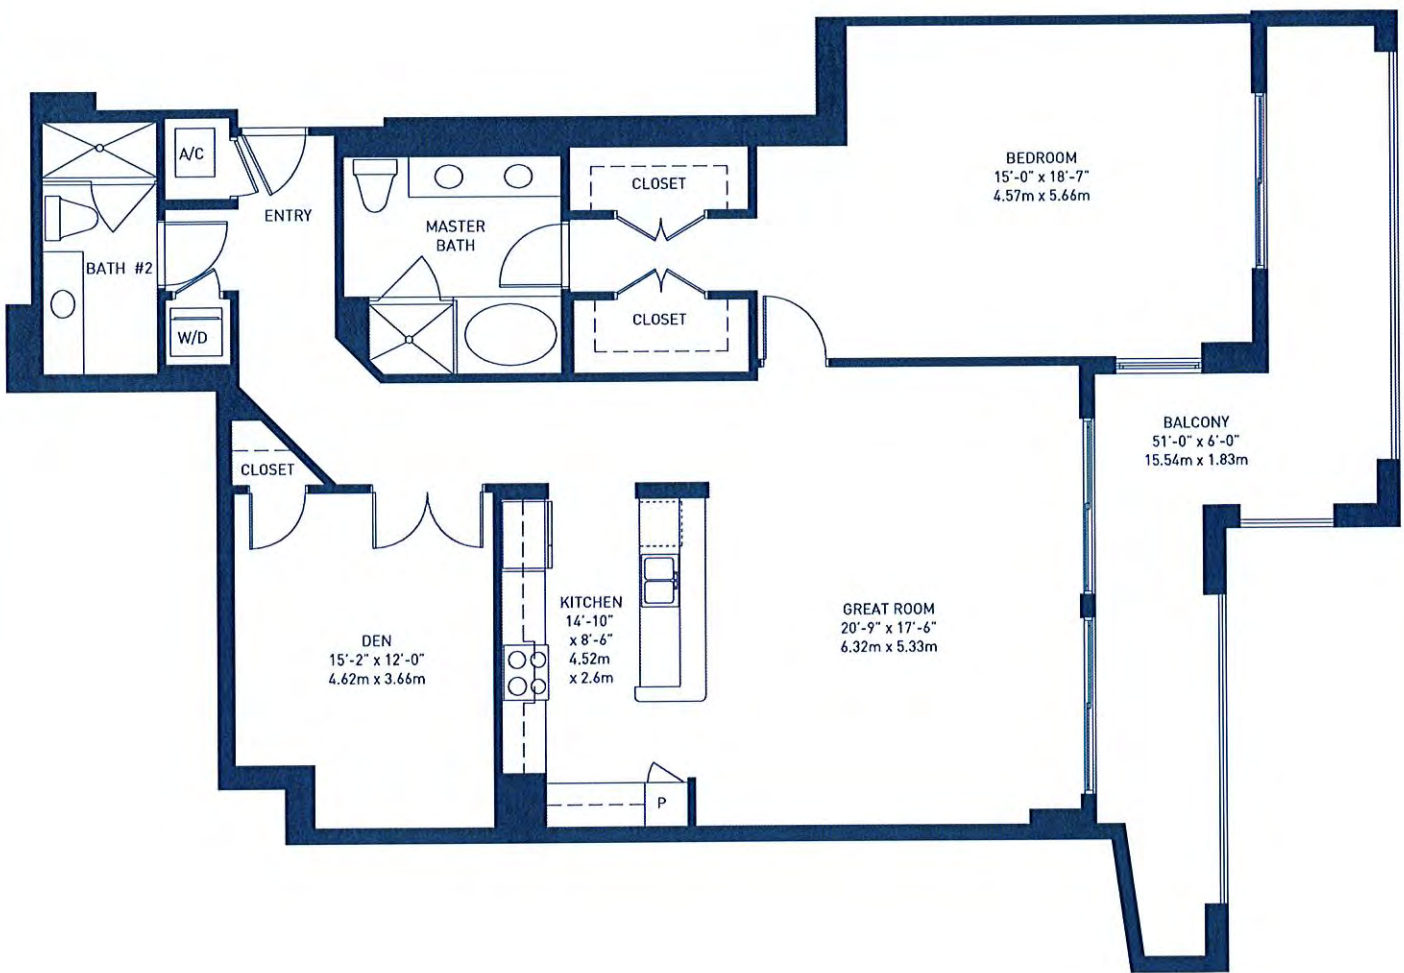 BEDROOM
15'-0" x 18'-7"
4.57m x 5.66m
A/C
CLOSET
ENTRY
MASTER
BATH
BATH #2
CLOSET
W/D
BALCONY
51'-0" x 6'-0"
15.54m x 1.83m
CLOSET
KITCHEN
14'-10"
x 8'-6"
4.52m
x 2.6m
GREAT ROOM
20'-9" x 17'-6"
6.32m x 5.33m
DEN
15'-2" x 12'-0"
4.62m x 3.66m
P